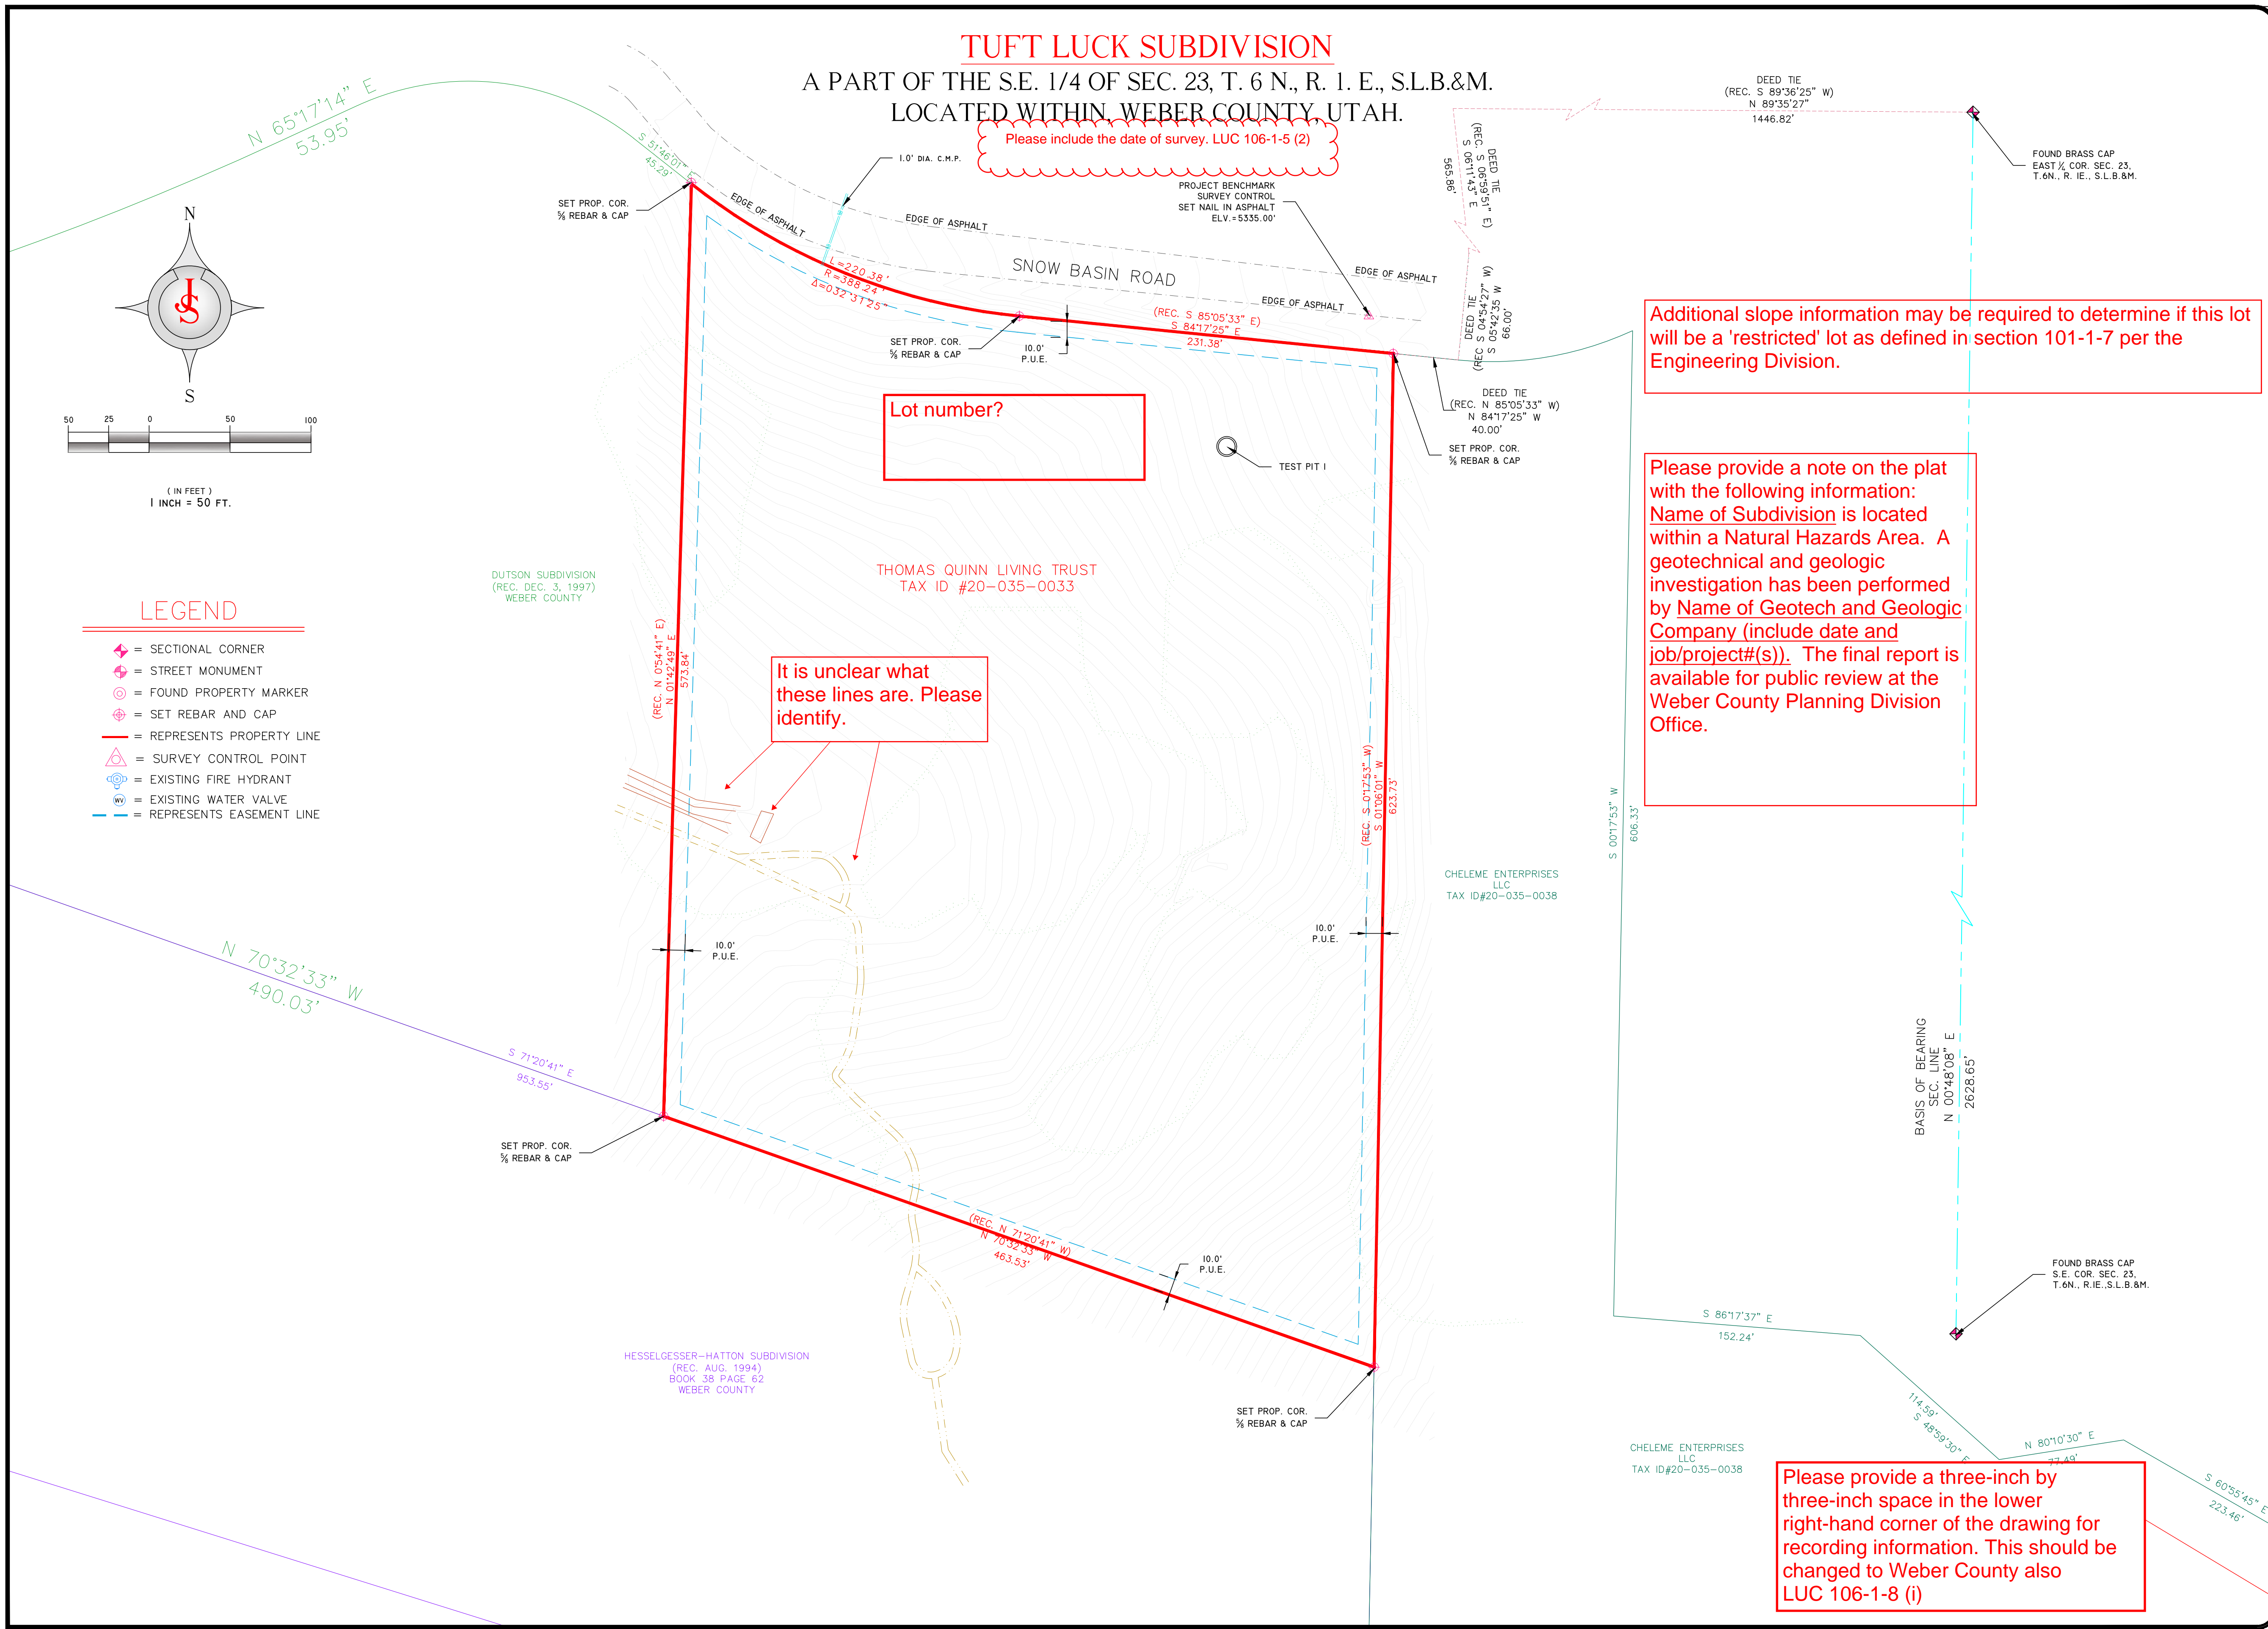 TUFT LUCK SUBDIVISION
A PART OF THE S.E. 1/4 OF SEC. 23, T. 6 N., R. 1. E., S.L.B.&M.
LOCATED WITHIN, WEBER COUNTY, UTAH.
Please include the date of survey. LUC 106-1-5 (2)
N 65°17'14" E
53.95'
S 51°46'01" E
45.29'
SET PROP. COR.
⅝ REBAR & CAP
1.0' DIA. C.M.P.
EDGE OF ASPHALT
EDGE OF ASPHALT
SNOW BASIN ROAD
EDGE OF ASPHALT
EDGE OF ASPHALT
PROJECT BENCHMARK
SURVEY CONTROL
SET NAIL IN ASPHALT
ELV.=5335.00'
L=220.38'
R=388.24'
Δ=032°31'25"
SET PROP. COR.
⅝ REBAR & CAP
10.0'
P.U.E.
(REC. S 85°05'33" E)
S 84°17'25" E
231.38'
DEED TIE
(REC. S 89°36'25" W)
N 89°35'27"
1446.82'
DEED TIE
(REC. S 06°59'51" E)
S 06°11'43" E
565.86'
DEED TIE
(REC S 04°54'27" W)
S 05°42'35 W
66.00'
FOUND BRASS CAP
EAST ¼ COR. SEC. 23,
T.6N., R. 1E., S.L.B.&M.
DEED TIE
(REC. N 85°05'33" W)
N 84°17'25" W
40.00'
SET PROP. COR.
⅝ REBAR & CAP
Additional slope information may be required to determine if this lot
will be a 'restricted' lot as defined in section 101-1-7 per the
Engineering Division.
N
JS
S
50 25 0 50 100
( IN FEET )
1 INCH = 50 FT.
Lot number?
TEST PIT 1
Please provide a note on the plat
with the following information:
Name of Subdivision is located
within a Natural Hazards Area. A
geotechnical and geologic
investigation has been performed
by Name of Geotech and Geologic
Company (include date and
job/project#(s)). The final report is
available for public review at the
Weber County Planning Division
Office.
DUTSON SUBDIVISION
(REC. DEC. 3, 1997)
WEBER COUNTY
THOMAS QUINN LIVING TRUST
TAX ID #20-035-0033
LEGEND
= SECTIONAL CORNER
= STREET MONUMENT
= FOUND PROPERTY MARKER
= SET REBAR AND CAP
= REPRESENTS PROPERTY LINE
= SURVEY CONTROL POINT
= EXISTING FIRE HYDRANT
WV = EXISTING WATER VALVE
= REPRESENTS EASEMENT LINE
(REC. N 0°54'41" E)
N 01°42'49" E
573.84'
It is unclear what
these lines are. Please
identify.
(REC. S 0°17'53" W)
S 01°06'01" W
623.73'
S 00°17'53" W
606.33'
CHELEME ENTERPRISES
LLC
TAX ID#20-035-0038
10.0'
P.U.E.
10.0'
P.U.E.
N 70°32'33" W
490.03'
S 71°20'41" E
953.55'
BASIS OF BEARING
SEC. LINE
N 00°48'08" E
2628.65'
SET PROP. COR.
⅝ REBAR & CAP
(REC. N 71°20'41" W)
N 70°32'33" W
463.53'
10.0'
P.U.E.
FOUND BRASS CAP
S.E. COR. SEC. 23,
T.6N., R.1E.,S.L.B.&M.
S 86°17'37" E
152.24'
HESSELGESSER-HATTON SUBDIVISION
(REC. AUG. 1994)
BOOK 38 PAGE 62
WEBER COUNTY
SET PROP. COR.
⅝ REBAR & CAP
114.59'
S 48°59'30" E
N 80°10'30" E
77.49'
S 60°55'45" E
223.46'
CHELEME ENTERPRISES
LLC
TAX ID#20-035-0038
Please provide a three-inch by
three-inch space in the lower
right-hand corner of the drawing for
recording information. This should be
changed to Weber County also
LUC 106-1-8 (i)